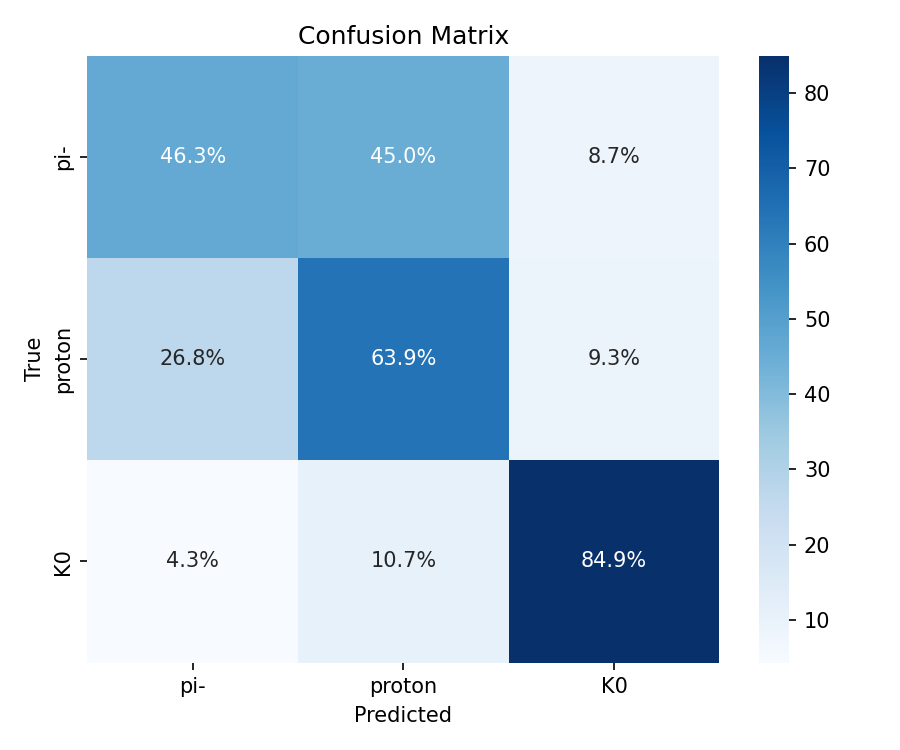 Confusion Matrix
True
pi-
46.3%
45.0%
8.7%
proton
26.8%
63.9%
9.3%
K0
4.3%
10.7%
84.9%
pi-
proton
K0
Predicted
80
70
60
50
40
30
20
10